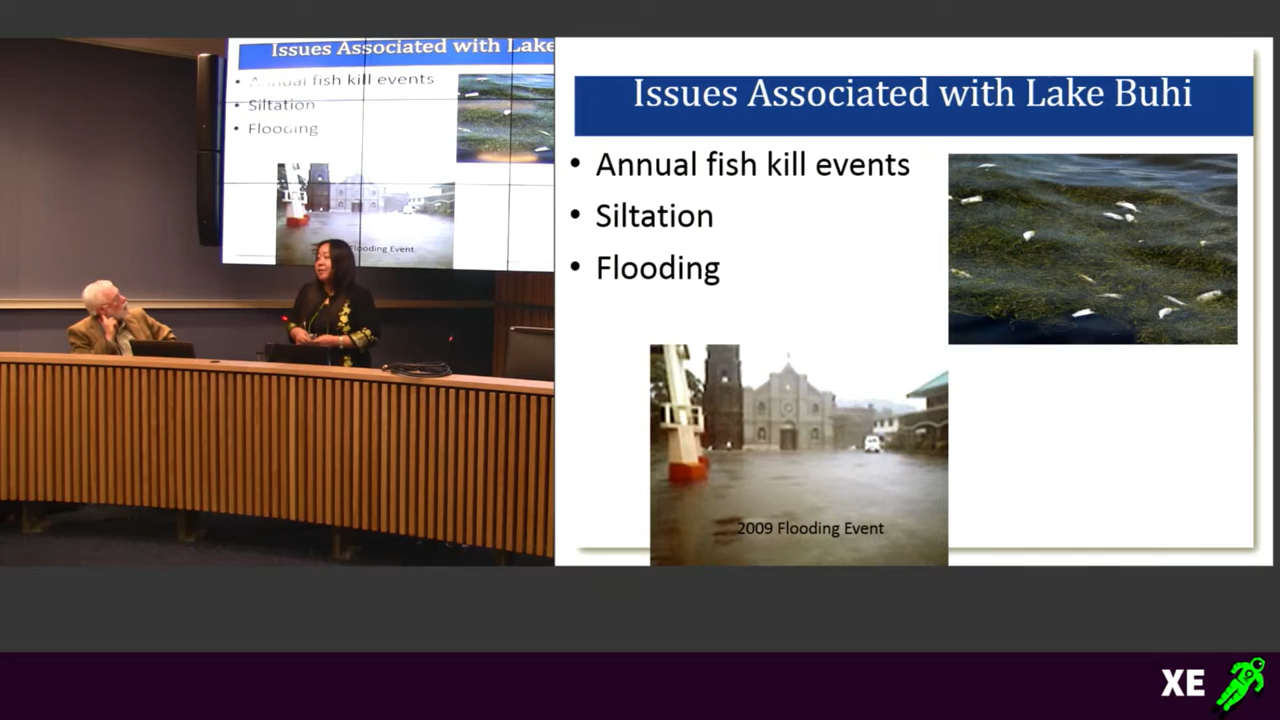 Issues Associated with Lake
Annual fish kill events
Siltation
Flooding
Flooding Event
Issues Associated with Lake Buhi
• Annual fish kill events
• Siltation
• Flooding
2009 Flooding Event
XE